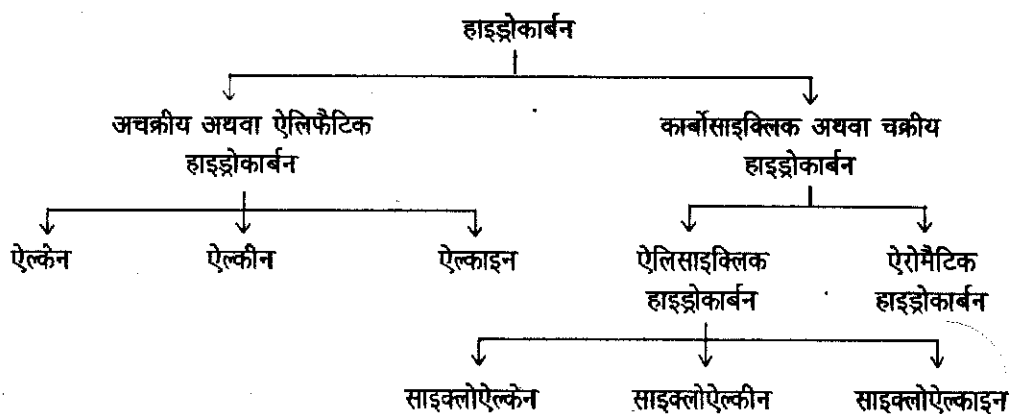 हाइड्रोकार्बन
अचक्रीय अथवा ऐलिफैटिक
हाइड्रोकार्बन
कार्बोसाइक्लिक अथवा चक्रीय
हाइड्रोकार्बन
ऐल्केन
ऐल्कीन
ऐल्काइन
ऐलिसाइक्लिक
हाइड्रोकार्बन
ऐरोमैटिक
हाइड्रोकार्बन
साइक्लोऐल्केन
साइक्लोऐल्कीन
साइक्लोऐल्काइन